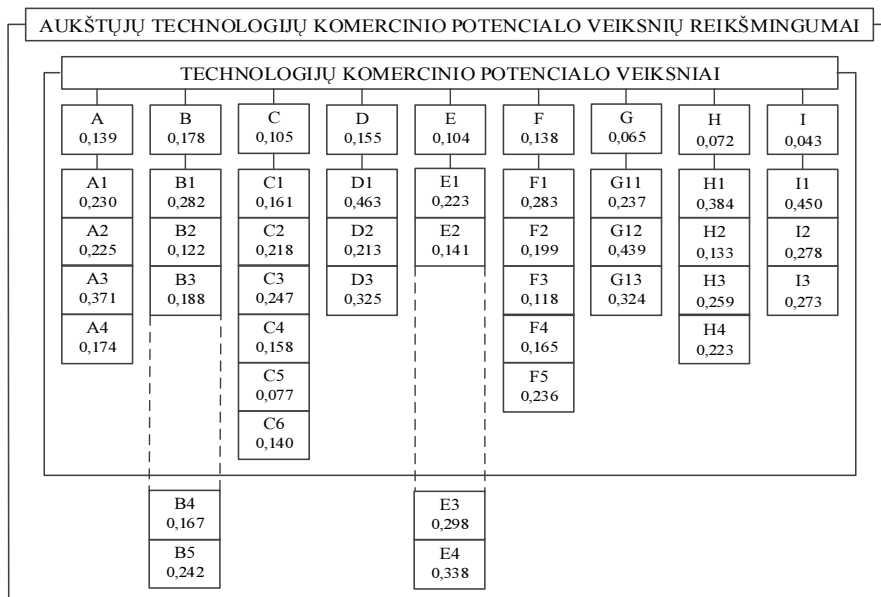 AUKŠTŲJŲ TECHNOLOGIJŲ KOMERCINIO POTENCIALO VEIKSNIŲ REIKŠMINGUMAI
TECHNOLOGIJŲ KOMERCINIO POTENCIALO VEIKSNIAI
A
0,139
B
0,178
C
0,105
D
0,155
E
0,104
F
0,138
G
0,065
H
0,072
I
0,043
A1
0,230
A2
0,225
A3
0,371
A4
0,174
B1
0,282
B2
0,122
B3
0,188
C1
0,161
C2
0,218
C3
0,247
C4
0,158
C5
0,077
C6
0,140
D1
0,463
D2
0,213
D3
0,325
E1
0,223
E2
0,141
F1
0,283
F2
0,199
F3
0,118
F4
0,165
F5
0,236
G11
0,237
G12
0,439
G13
0,324
H1
0,384
H2
0,133
H3
0,259
H4
0,223
I1
0,450
I2
0,278
I3
0,273
B4
0,167
B5
0,242
E3
0,298
E4
0,338